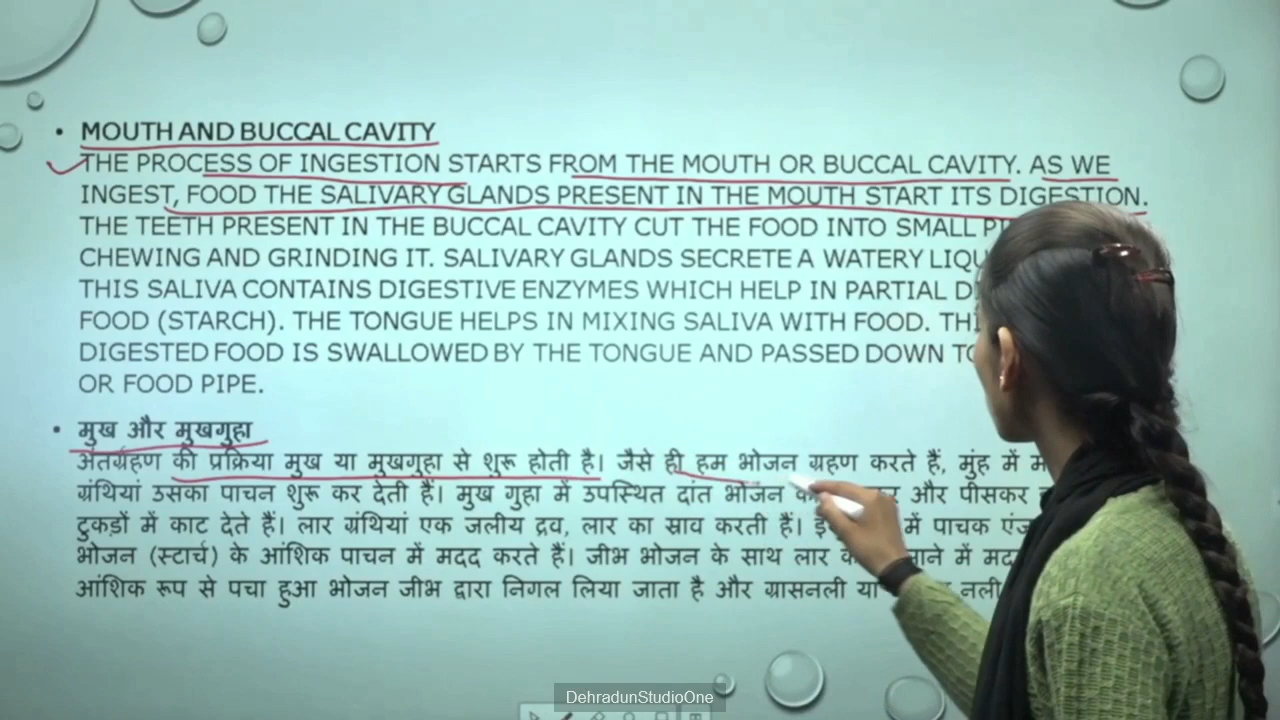 • MOUTH AND BUCCAL CAVITY
THE PROCESS OF INGESTION STARTS FROM THE MOUTH OR BUCCAL CAVITY. AS WE
INGEST, FOOD THE SALIVARY GLANDS PRESENT IN THE MOUTH START ITS DIGESTION.
THE TEETH PRESENT IN THE BUCCAL CAVITY CUT THE FOOD INTO SMALL
CHEWING AND GRINDING IT. SALIVARY GLANDS SECRETE A WATERY
THIS SALIVA CONTAINS DIGESTIVE ENZYMES WHICH HELP IN PARTIAL
FOOD (STARCH). THE TONGUE HELPS IN MIXING SALIVA WITH FOOD.
DIGESTED FOOD IS SWALLOWED BY THE TONGUE AND PASSED DOWN
OR FOOD PIPE.
• मुख और मुखगुहा
अंतर्ग्रहण की प्रक्रिया मुख या मुखगुहा से शुरू होती है। जैसे ही हम भोजन ग्रहण करते हैं, मुंह में
ग्रंथियां उसका पाचन शुरू कर देती हैं। मुख गुहा में उपस्थित दांत भोजन और पीसकर
टुकड़ों में काट देते हैं। लार ग्रंथियां एक जलीय द्रव, लार का स्राव करती हैं। में पाचक
भोजन (स्टार्च) के आंशिक पाचन में मदद करते हैं। जीभ भोजन के साथ लार में
आंशिक रूप से पचा हुआ भोजन जीभ द्वारा निगल लिया जाता है और ग्रासनली या नली
DehradunStudioOne